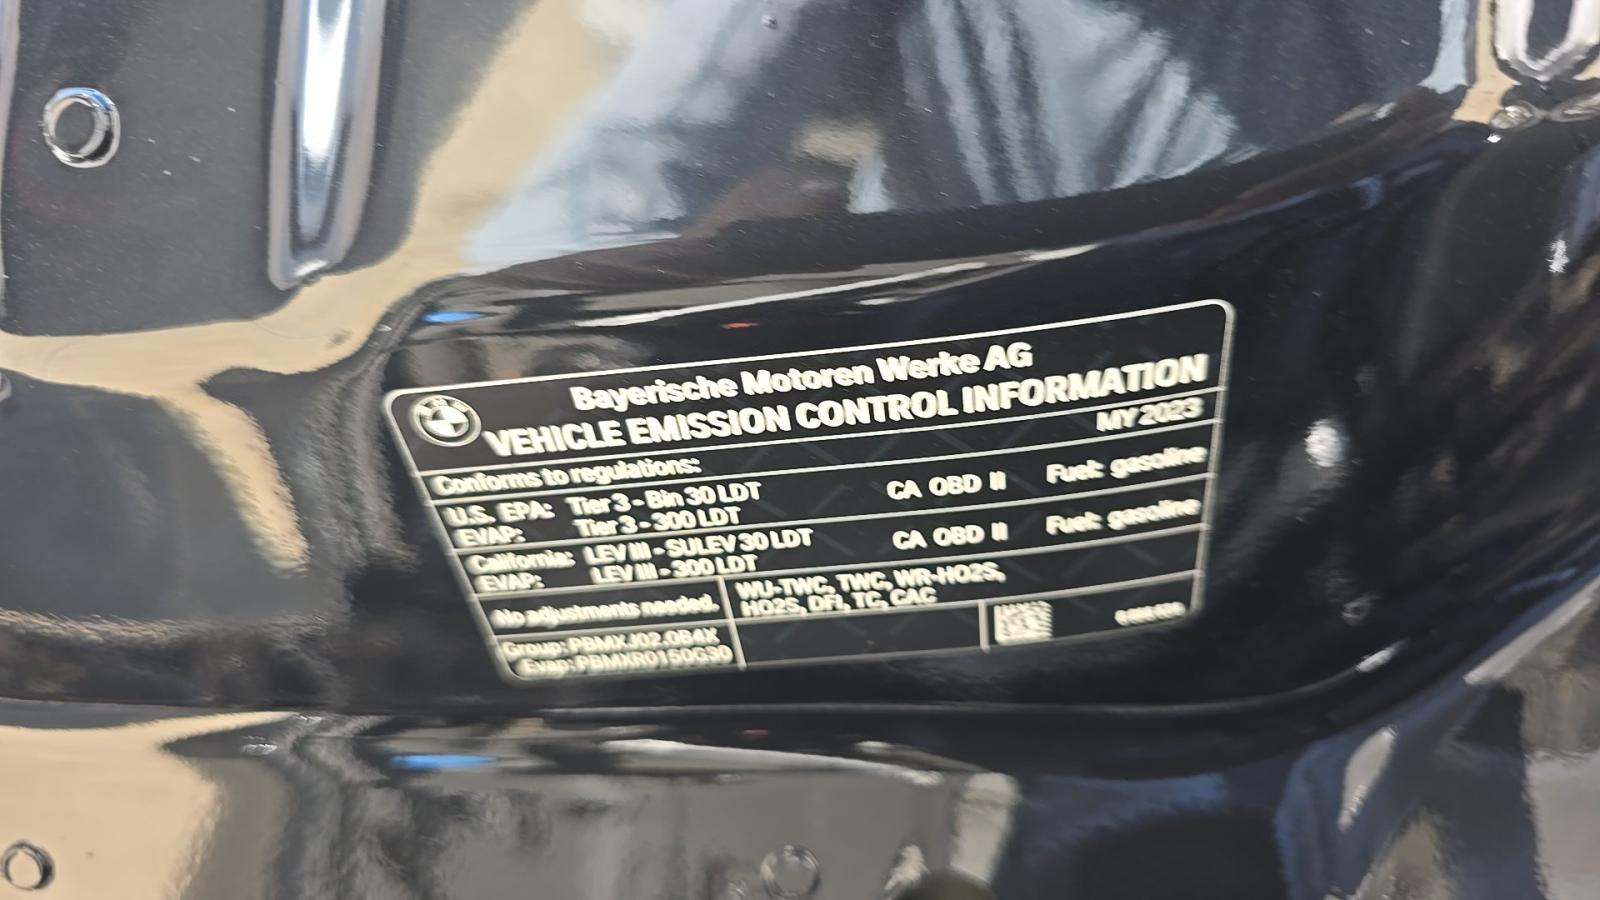 Bayerische Motoren Werke AG
VEHICLE EMISSION CONTROL INFORMATION
MY 2023
Conforms to regulations:
U.S. EPA: Tier 3 - Bin 30 LDT CA OBD II Fuel: gasoline
EVAP: Tier 3 - 300 LDT
California: LEV III - SULEV 30 LDT CA OBD II Fuel: gasoline
EVAP: LEV III - 300 LDT
No adjustments needed.
WU-TWC, TWC, WR-HO2S,
HO2S, DFI, TC, CAC
Group: PBMXJ02.0B4X
Evap: PBMXR0150G30